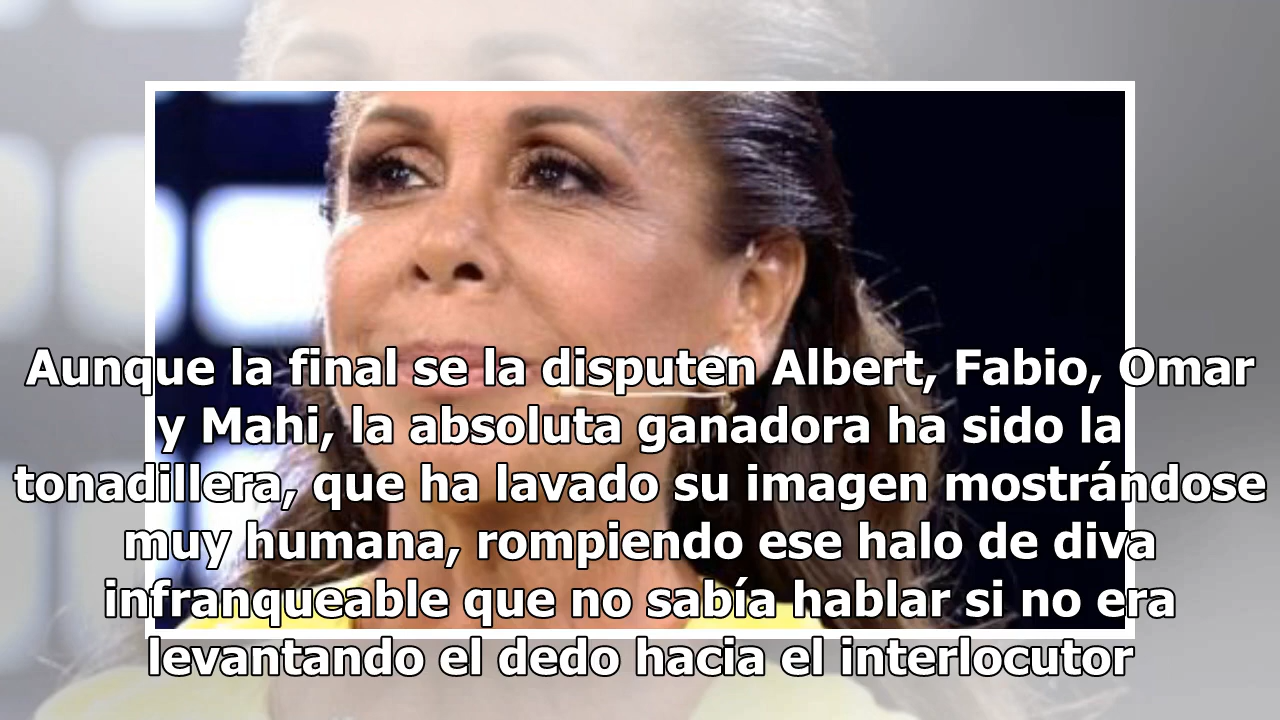 Aunque la final se la disputen Albert, Fabio, Omar
y Mahi, la absoluta ganadora ha sido la
tonadillera, que ha lavado su imagen mostrándose
muy humana, rompiendo ese halo de diva
infranqueable que no sabía hablar si no era
levantando el dedo hacia el interlocutor